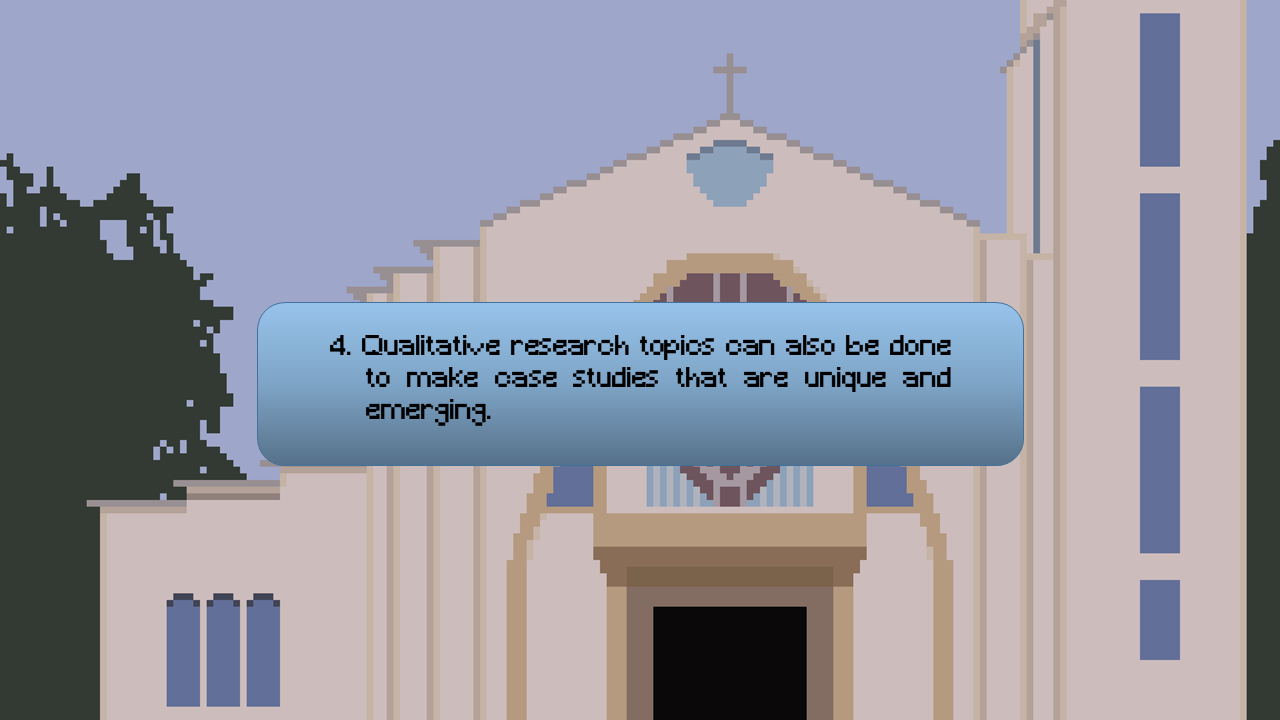 4. Qualitative research topics can also be done
to make case studies that are unique and
emerging.